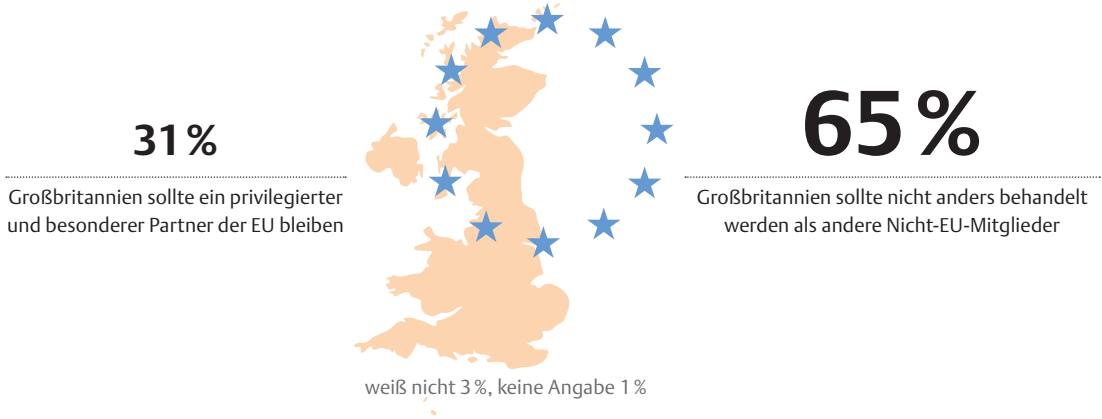 31 %
Großbritannien sollte ein privilegierter
und besonderer Partner der EU bleiben
65 %
Großbritannien sollte nicht anders behandelt
werden als andere Nicht-EU-Mitglieder
weiß nicht 3 %, keine Angabe 1 %